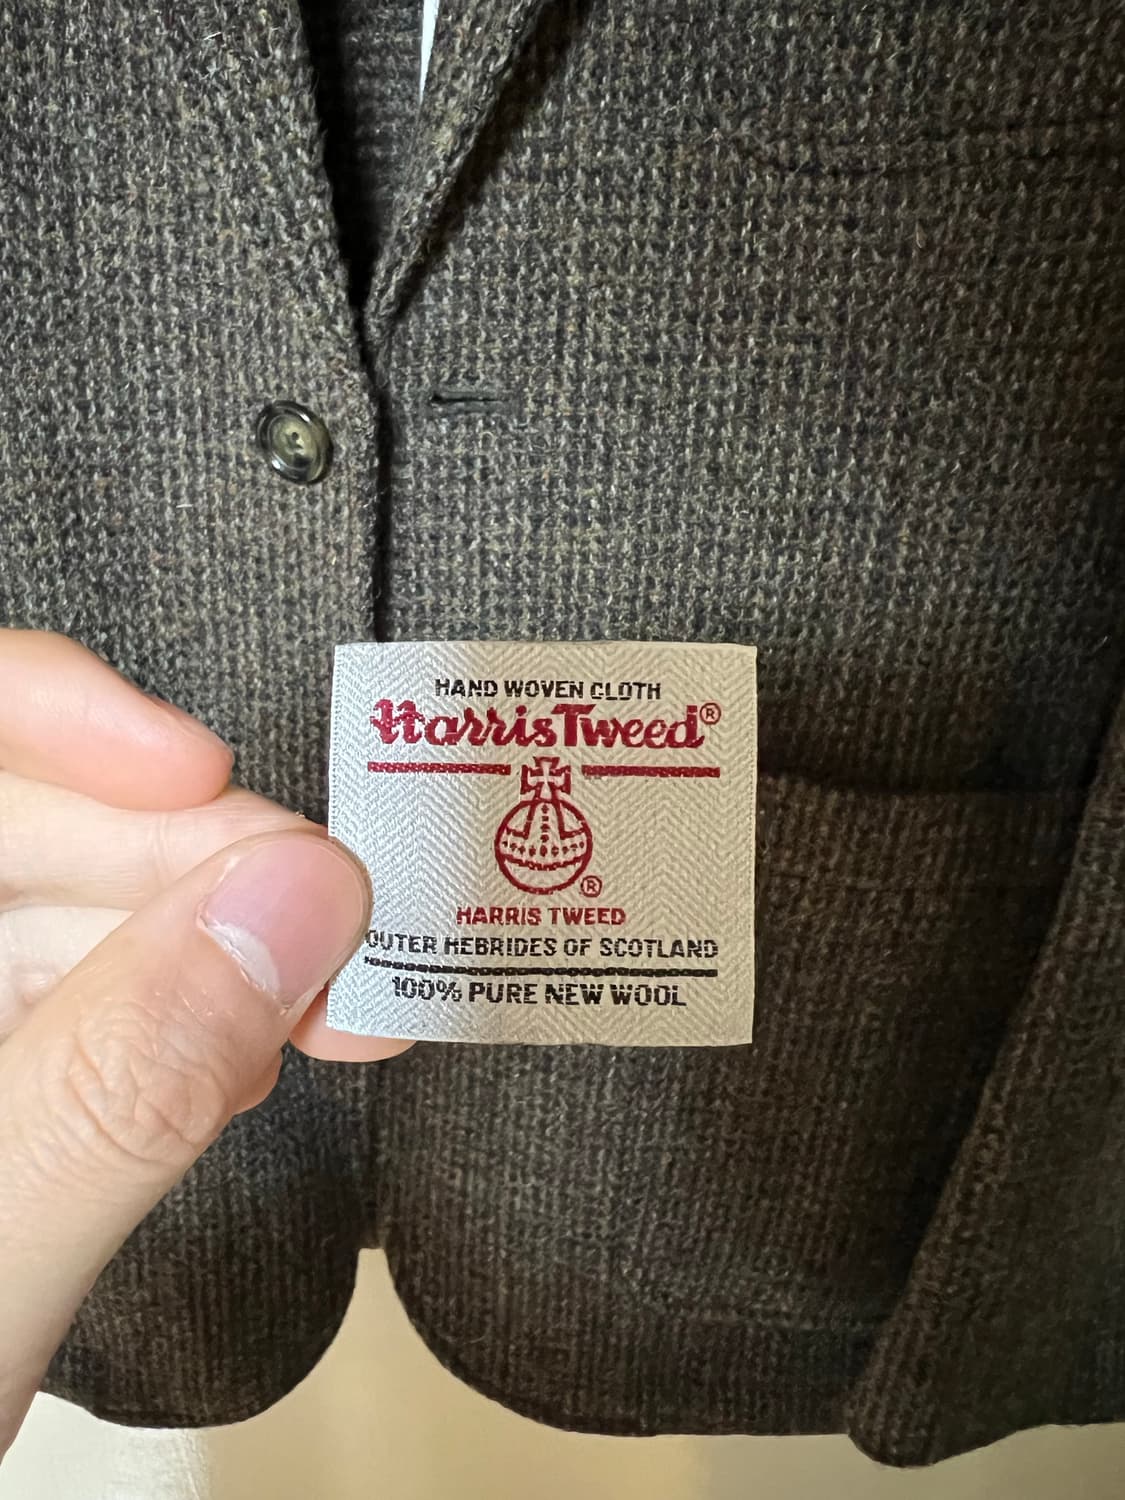 HAND WOVEN CLOTH
Harris Tweed®
®
HARRIS TWEED
OUTER HEBRIDES OF SCOTLAND
100% PURE NEW WOOL